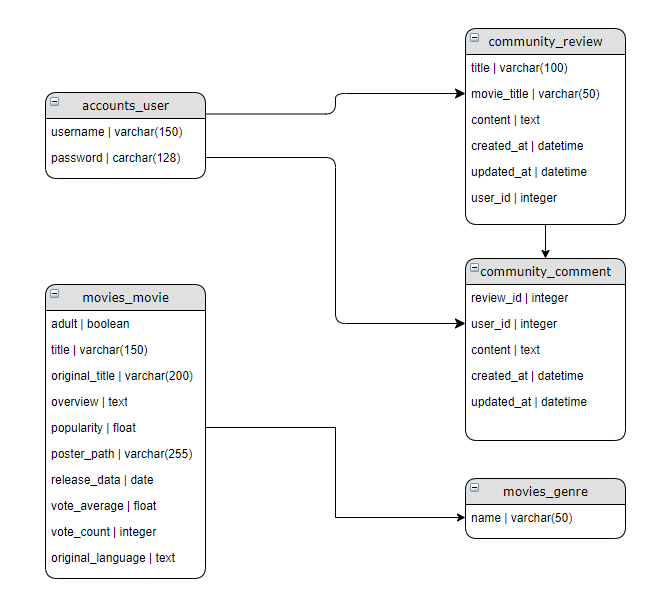 accounts_user
username | varchar(150)
password | carchar(128)
movies_movie
adult | boolean
title | varchar(150)
original_title | varchar(200)
overview | text
popularity | float
poster_path | varchar(255)
release_data | date
vote_average | float
vote_count | integer
original_language | text
community_review
title | varchar(100)
movie_title | varchar(50)
content | text
created_at | datetime
updated_at | datetime
user_id | integer
community_comment
review_id | integer
user_id | integer
content | text
created_at | datetime
updated_at | datetime
movies_genre
name | varchar(50)